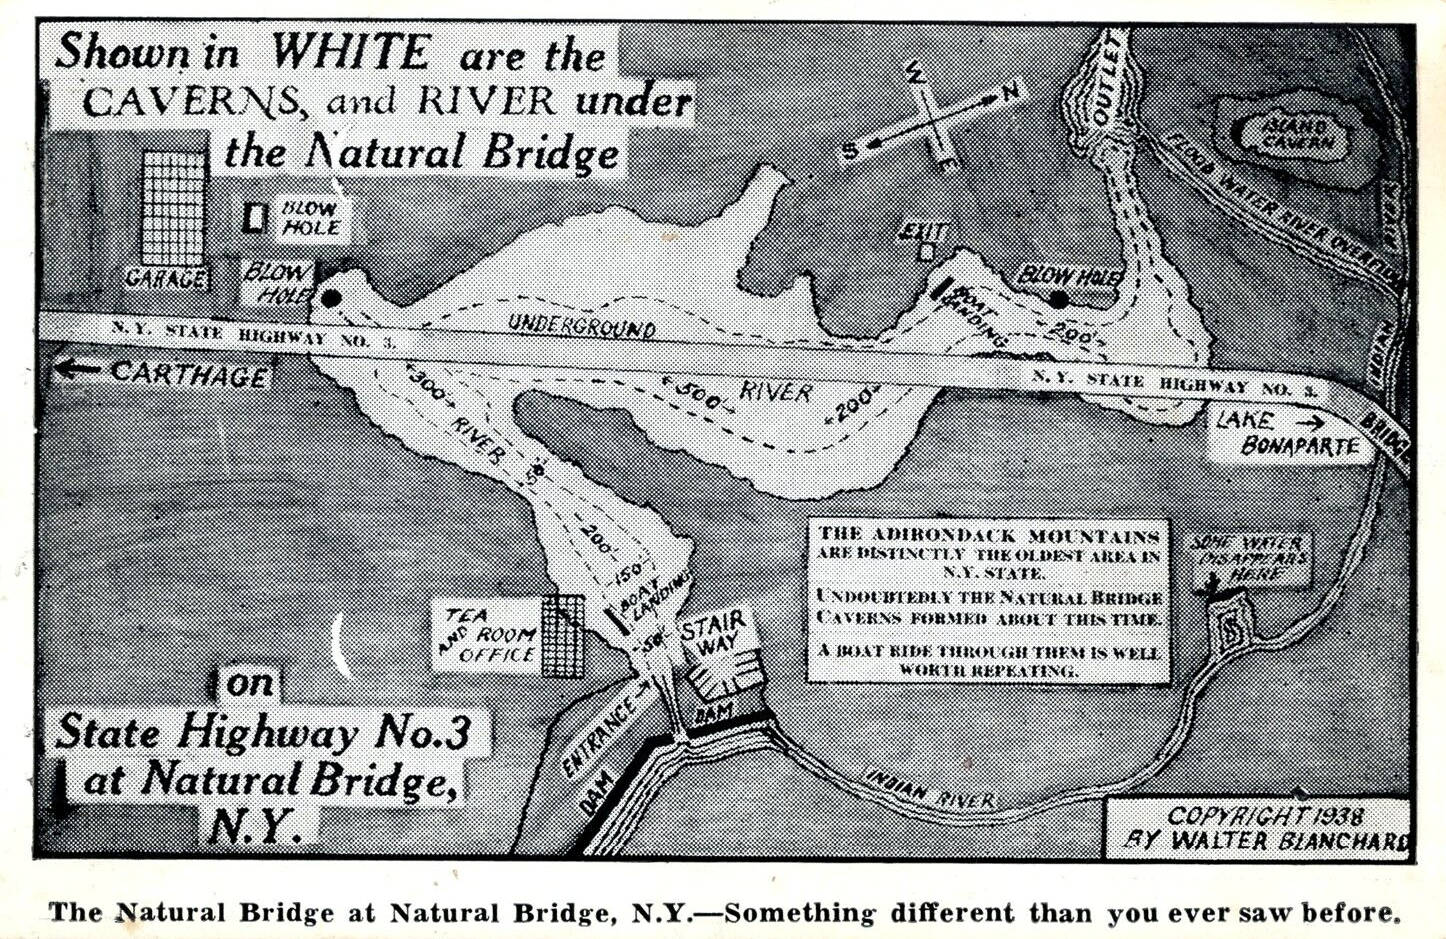 Shown in WHITE are the
CAVERNS, and RIVER under
the Natural Bridge
W
N
S
E
OUTLET
ISLAND
CAVERN
FLOOD WATER RIVER OVERFLOW
RIVER
INDIAN
BLOW
HOLE
GARAGE
BLOW
HOLE
EXIT
BLOW HOLE
BOAT
LANDING
200'
N.Y. STATE HIGHWAY NO. 3.
UNDERGROUND
RIVER
N.Y. STATE HIGHWAY NO. 3.
CARTHAGE
300'
500'
200'
LAKE
BONAPARTE
BRIDGE
RIVER
50'
200'
150'
BOAT
LANDING
50'
THE ADIRONDACK MOUNTAINS
ARE DISTINCTLY THE OLDEST AREA IN
N.Y. STATE.
UNDOUBTEDLY THE NATURAL BRIDGE
CAVERNS FORMED ABOUT THIS TIME.
A BOAT RIDE THROUGH THEM IS WELL
WORTH REPEATING.
SOME WATER
DISAPPEARS
HERE
TEA
AND ROOM
OFFICE
STAIR
WAY
ENTRANCE
DAM
DAM
INDIAN RIVER
on
State Highway No.3
at Natural Bridge,
N.Y.
COPYRIGHT 1938
BY WALTER BLANCHARD
The Natural Bridge at Natural Bridge, N.Y.—Something different than you ever saw before.